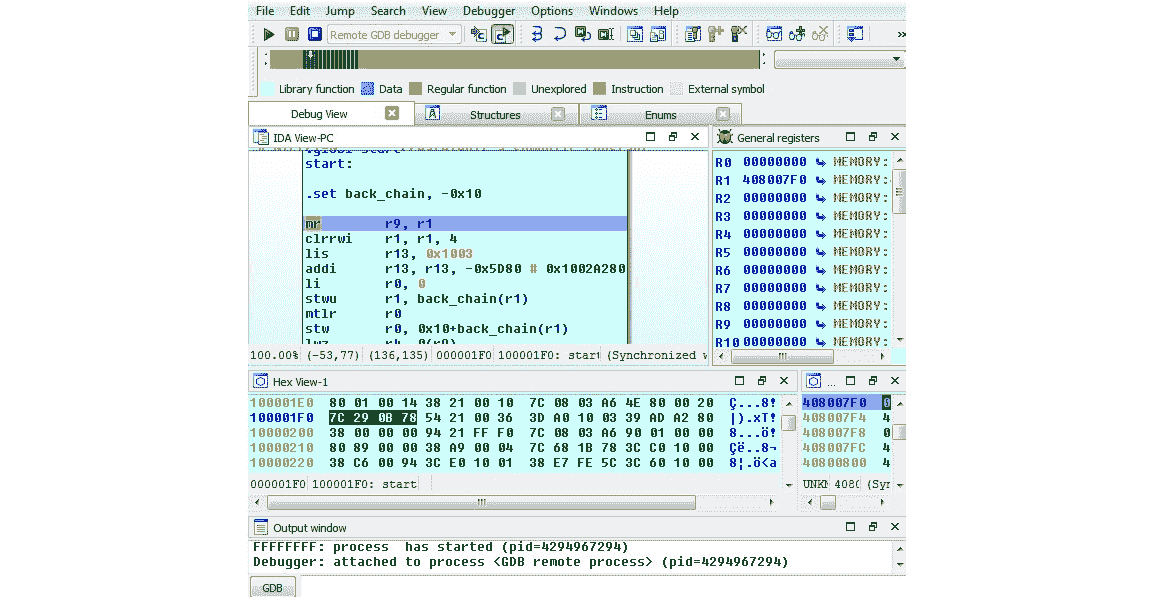 File Edit Jump Search View Debugger Options Windows Help
Remote GDB debugger
Library function Data Regular function Unexplored Instruction External symbol
Debug View Structures Enums
IDA View-PC
start:
.set back_chain, -0x10
mr r9, r1
clrrwi r1, r1, 4
lis r13, 0x1003
addi r13, r13, -0x5D80 # 0x1002A280
li r0, 0
stwu r1, back_chain(r1)
mtlr r0
stw r0, 0x10+back_chain(r1)
100.00% (-53,77) (136,135) 000001F0 100001F0: start (Synchronized w
General registers
R0 00000000 MEMORY:
R1 408007F0 MEMORY:
R2 00000000 MEMORY:
R3 00000000 MEMORY:
R4 00000000 MEMORY:
R5 00000000 MEMORY:
R6 00000000 MEMORY:
R7 00000000 MEMORY:
R8 00000000 MEMORY:
R9 00000000 MEMORY:
R10 00000000 MEMORY:
Hex View-1
100001E0 80 01 00 14 38 21 00 10 7C 08 03 A6 4E 80 00 20 Ç...8!
100001F0 7C 29 0B 78 54 21 00 36 3D A0 10 03 39 AD A2 80 |).xT!
10000200 38 00 00 00 94 21 FF F0 7C 08 03 A6 90 01 00 00 8...ö!
10000210 80 89 00 00 38 A9 00 04 7C 68 1B 78 3C C0 10 00 Çë..8¬
10000220 38 C6 00 94 3C E0 10 01 38 E7 FE 5C 3C 60 10 00 8¦.ö<a
000001F0 100001F0: start
...
408007F0 0
408007F4 4
408007F8 0
408007FC 4
40800800 4
UNKN 4080 (Syr
Output window
FFFFFFFF: process has started (pid=4294967294)
Debugger: attached to process <GDB remote process> (pid=4294967294)
GDB